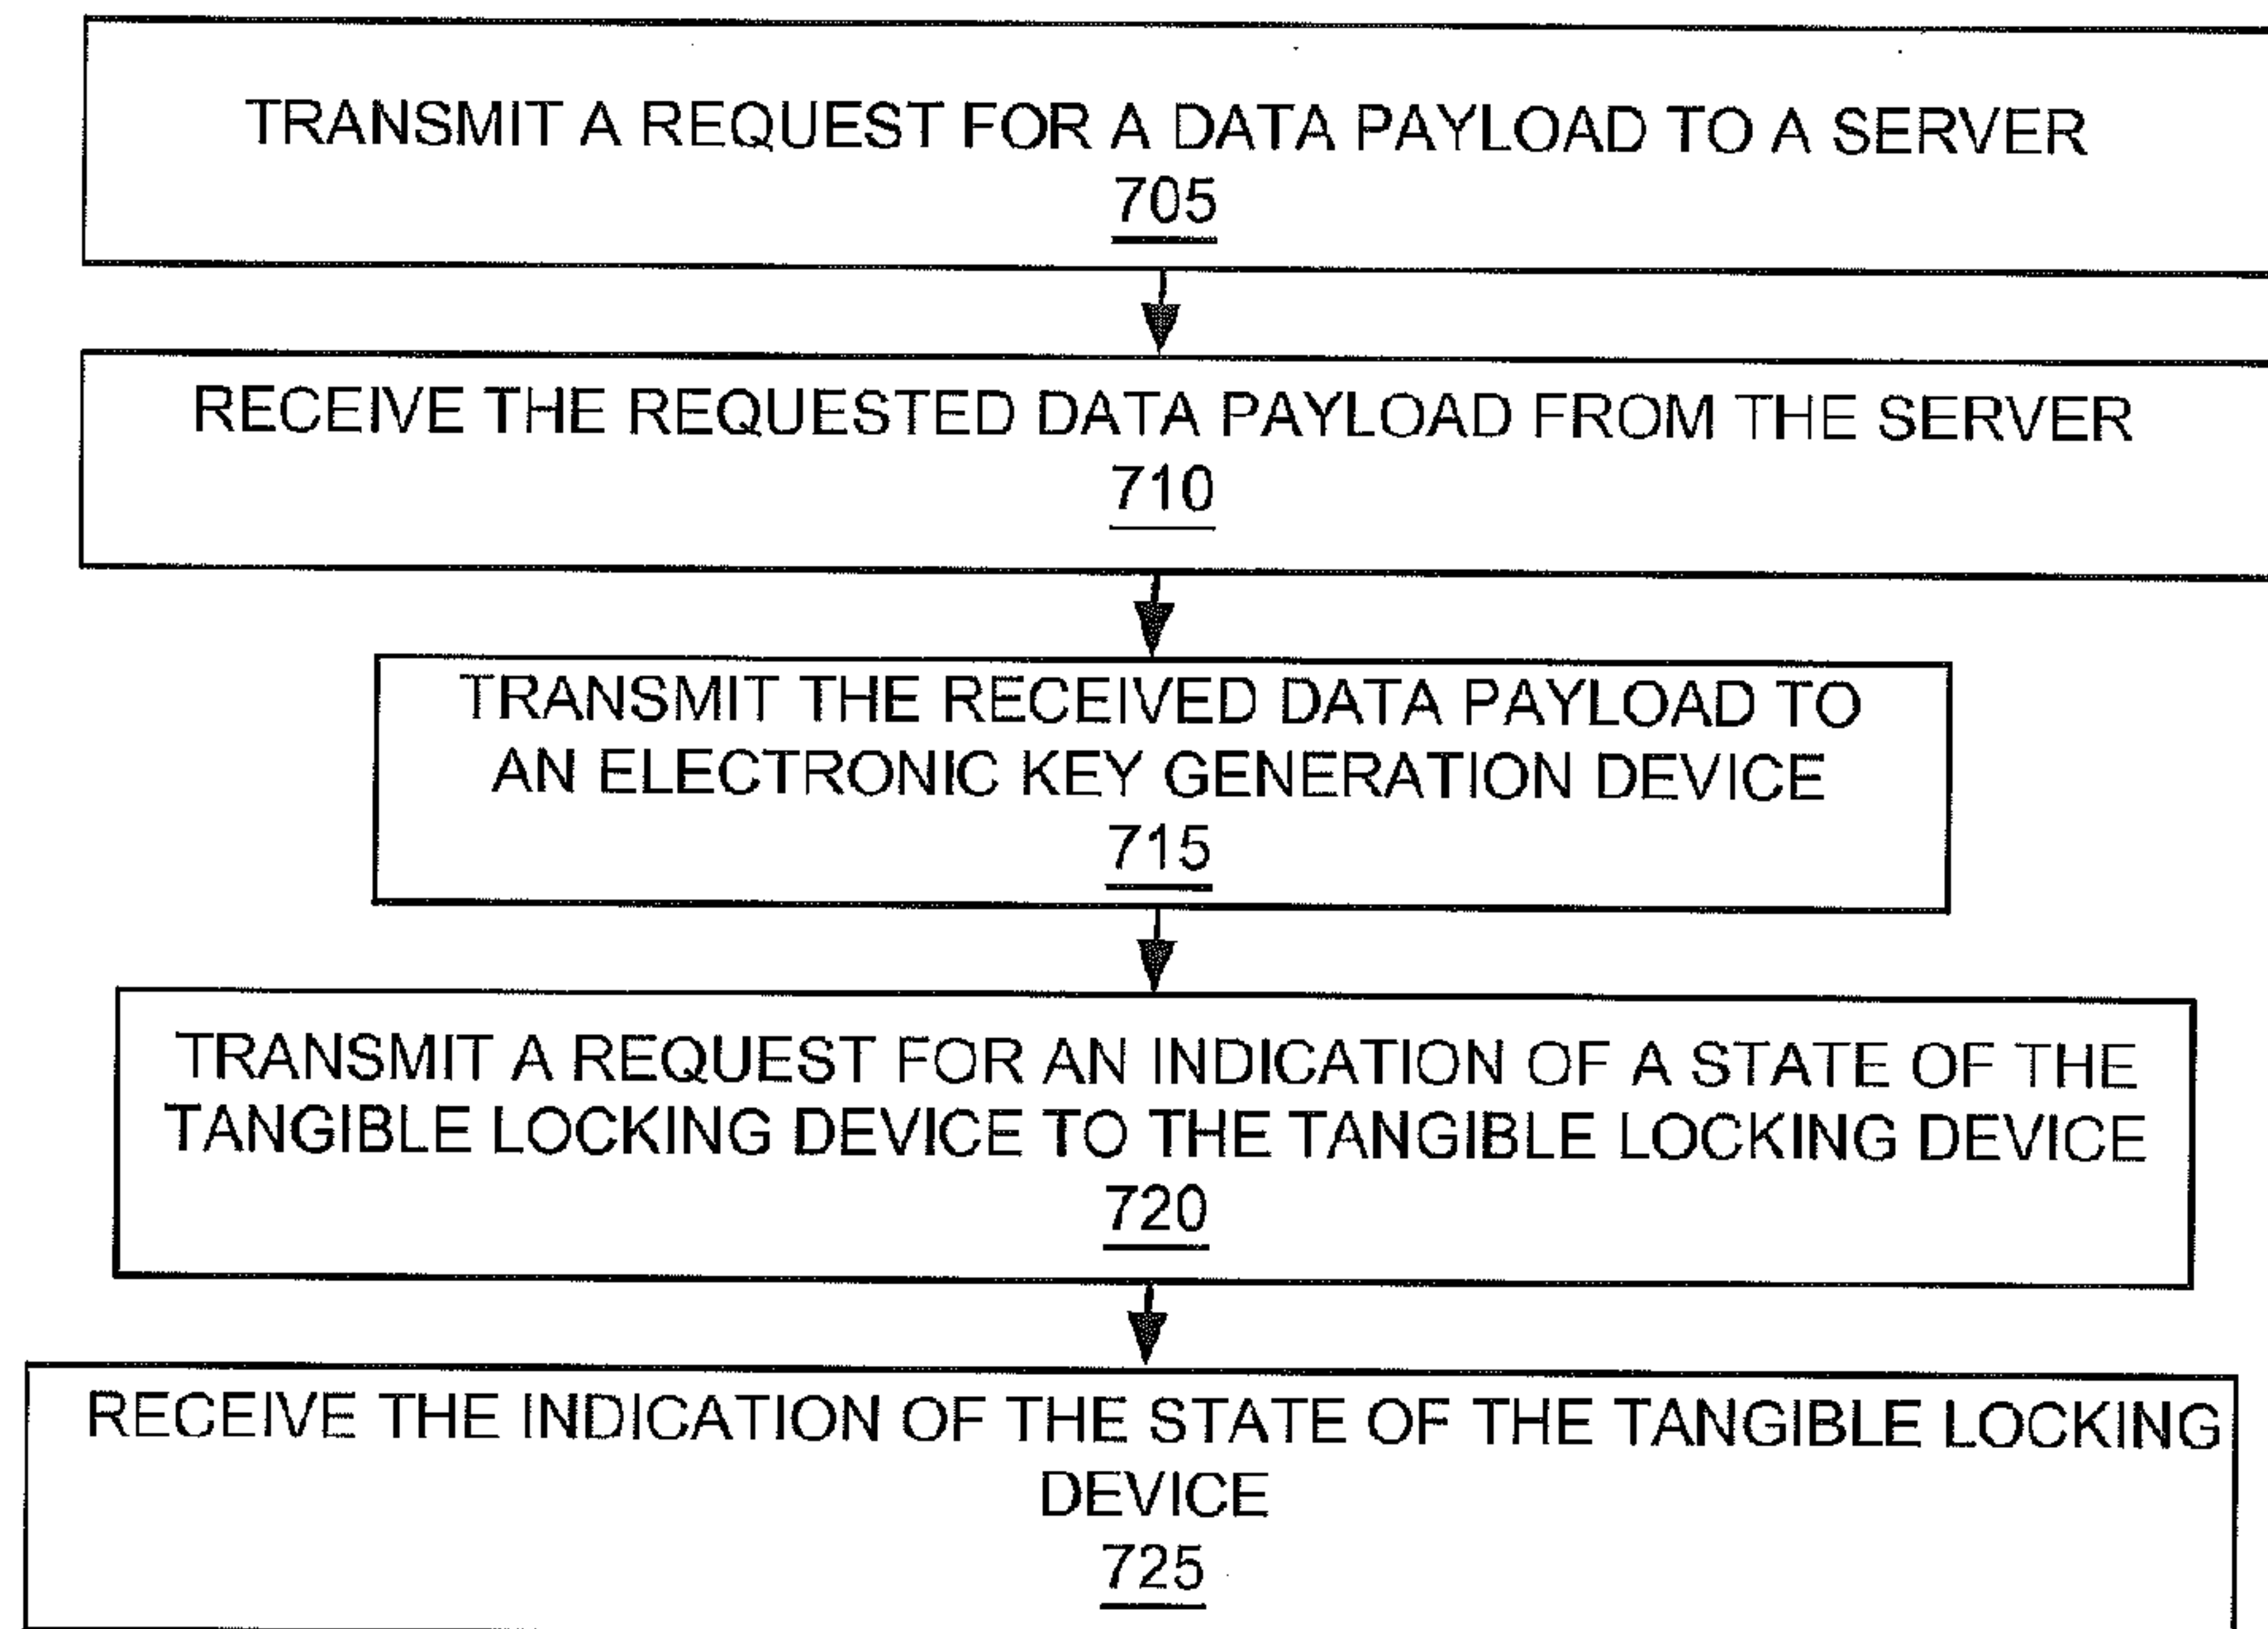 TRANSMIT A REQUEST FOR A DATA PAYLOAD TO A SERVER
705
RECEIVE THE REQUESTED DATA PAYLOAD FROM THE SERVER
710
TRANSMIT THE RECEIVED DATA PAYLOAD TO
AN ELECTRONIC KEY GENERATION DEVICE
715
TRANSMIT A REQUEST FOR AN INDICATION OF A STATE OF THE
TANGIBLE LOCKING DEVICE TO THE TANGIBLE LOCKING DEVICE
720
RECEIVE THE INDICATION OF THE STATE OF THE TANGIBLE LOCKING
DEVICE
725